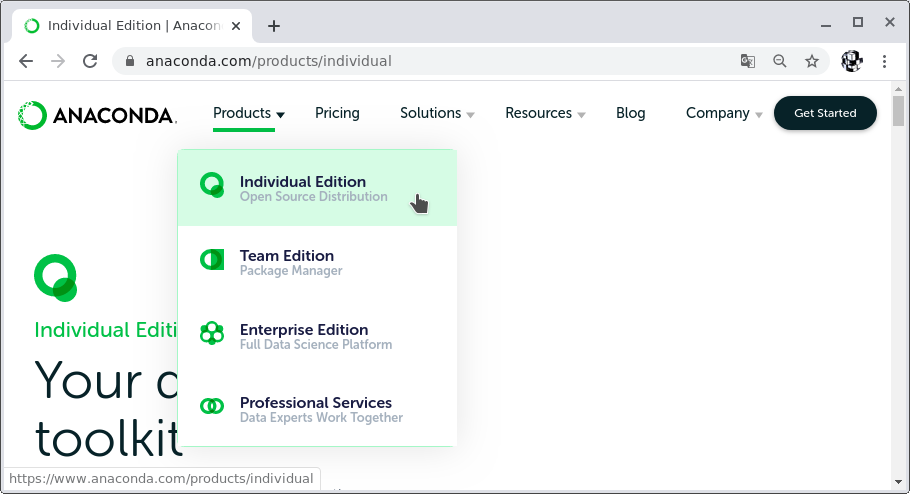 Individual Edition | Anacon
anaconda.com/products/individual
ANACONDA.
Products Pricing Solutions Resources Blog Company Get Started
Individual Edition
Open Source Distribution
Team Edition
Package Manager
Enterprise Edition
Full Data Science Platform
Professional Services
Data Experts Work Together
Individual Editi
Your d
toolkit
https://www.anaconda.com/products/individual